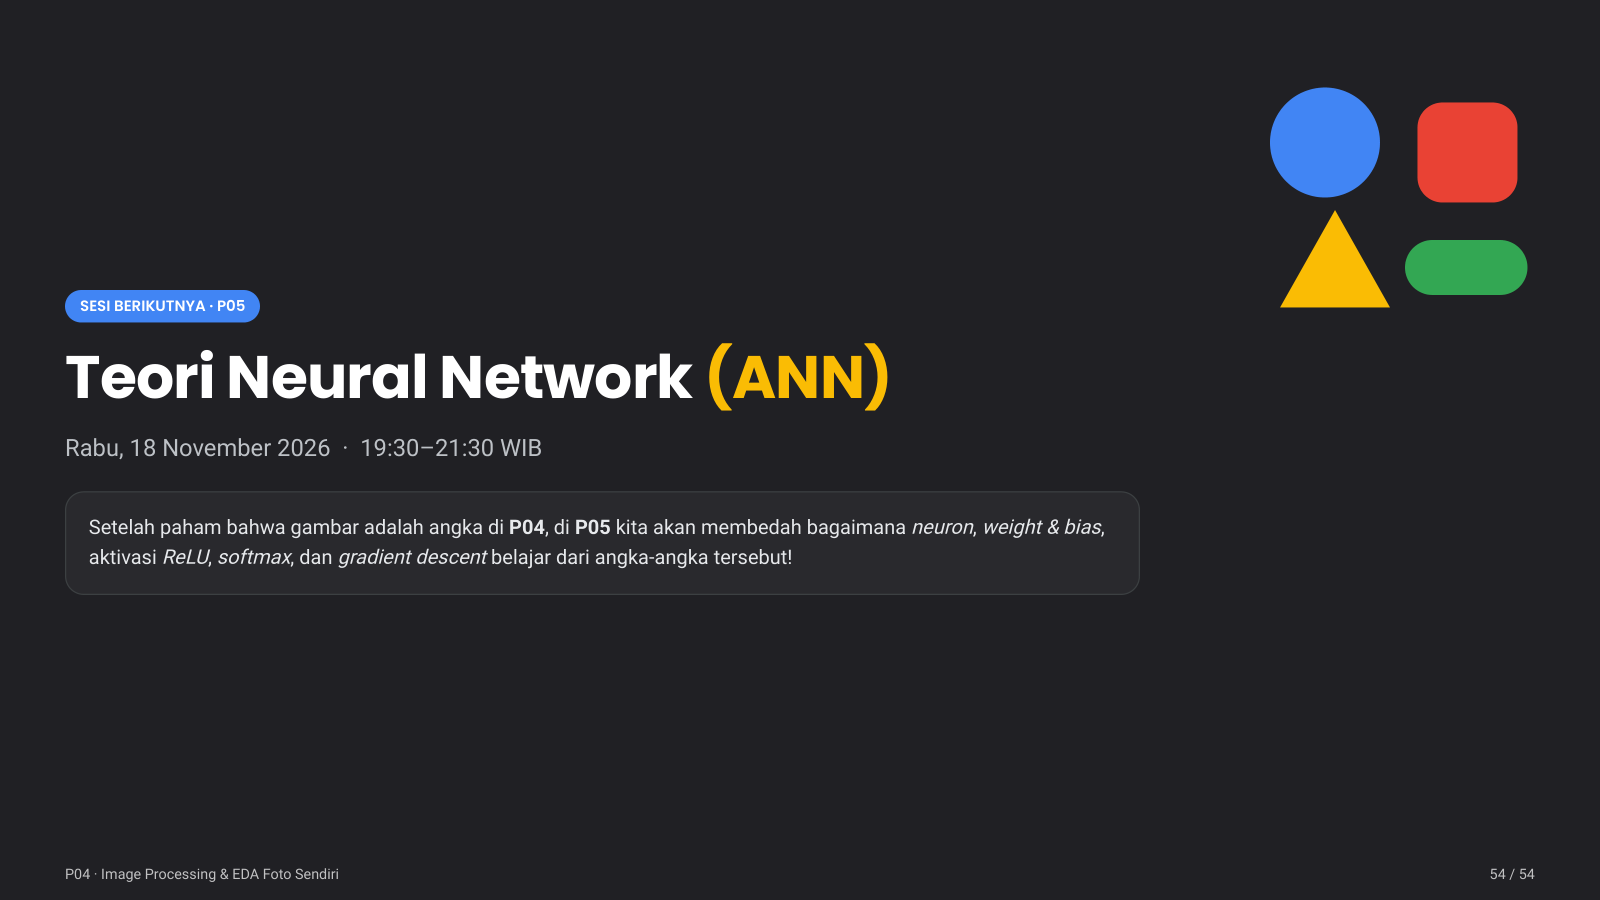 SESI BERIKUTNYA · P05
Teori Neural Network (ANN)
Rabu, 18 November 2026 · 19:30–21:30 WIB
Setelah paham bahwa gambar adalah angka di P04, di P05 kita akan membedah bagaimana neuron, weight & bias,
aktivasi ReLU, softmax, dan gradient descent belajar dari angka-angka tersebut!
P04 · Image Processing & EDA Foto Sendiri
54 / 54